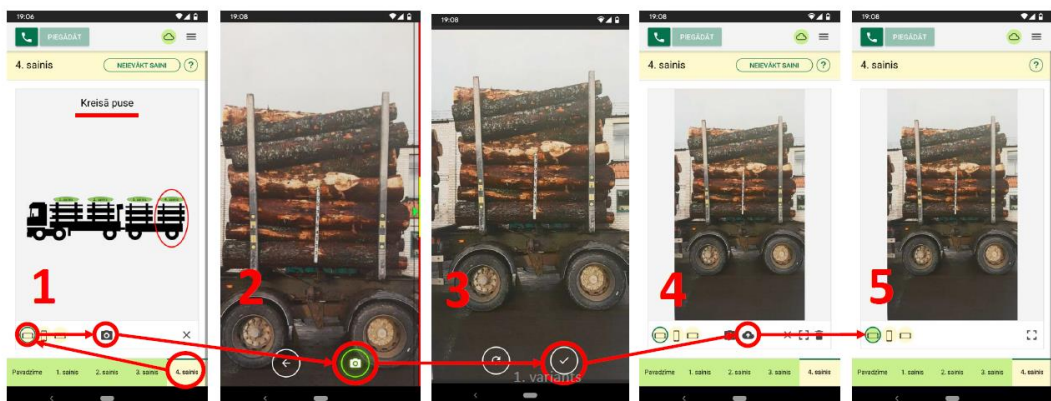 19:06
PIEGĀDĀT
4. sainis
NEIEVĀKT SAINI
?
Kreisā puse
1
Pavadzīme 1. sainis 2. sainis 3. sainis 4. sainis
19:08
2
19:08
3
1. variants
19:08
PIEGĀDĀT
4. sainis
NEIEVĀKT SAINI
?
4
Pavadzīme 1. sainis 2. sainis 3. sainis 4. sainis
19:08
PIEGĀDĀT
4. sainis
?
5
Pavadzīme 1. sainis 2. sainis 3. sainis 4. sainis